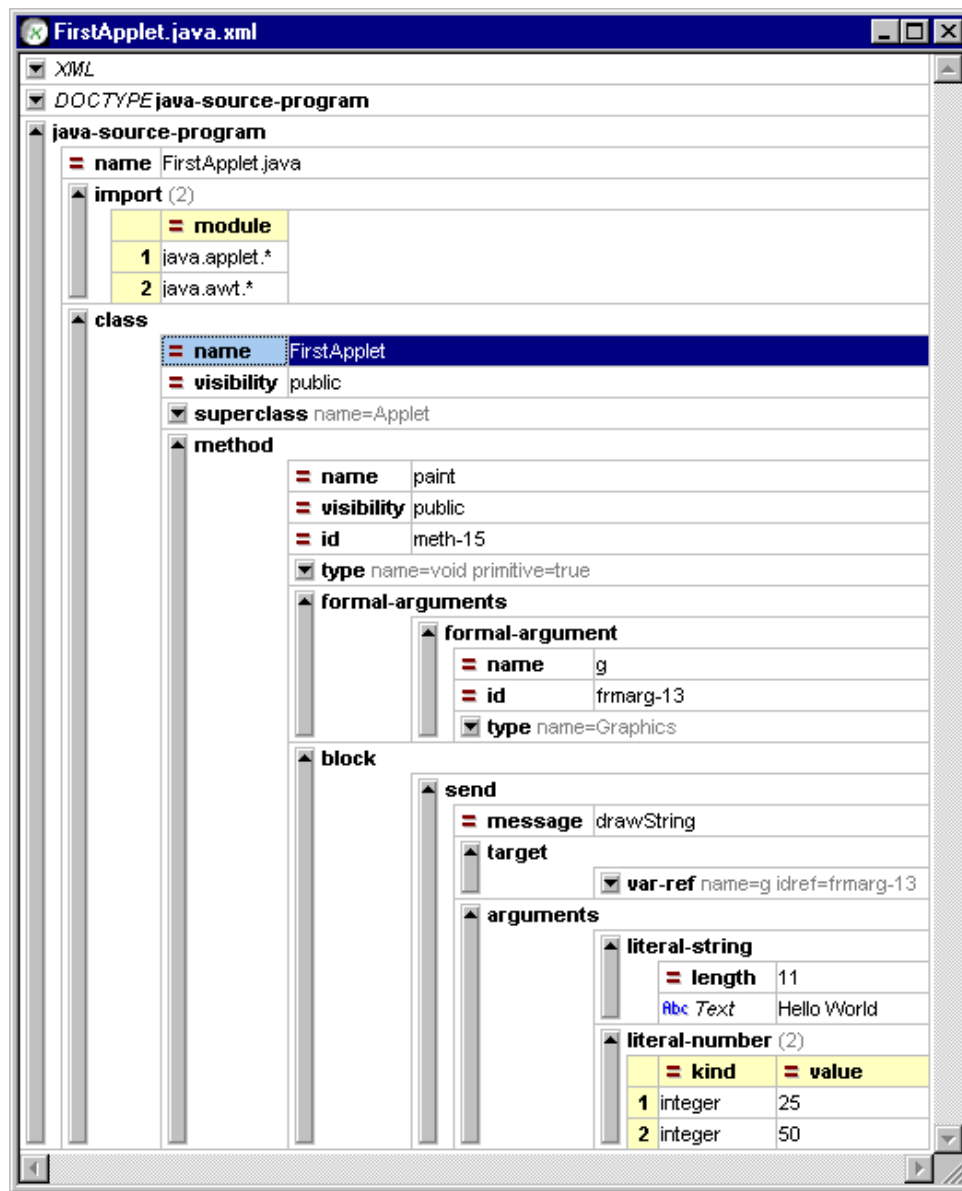 FirstApplet.java.xml
XML
DOCTYPE java-source-program
java-source-program
= name FirstApplet.java
import (2)
= module
1 java.applet.*
2 java.awt.*
class
= name FirstApplet
= visibility public
superclass name=Applet
method
= name paint
= visibility public
= id meth-15
type name=void primitive=true
formal-arguments
formal-argument
= name g
= id frmarg-13
type name=Graphics
block
send
= message drawString
target
var-ref name=g idref=frmarg-13
arguments
literal-string
= length 11
Abc Text Hello World
literal-number (2)
= kind = value
1 integer 25
2 integer 50